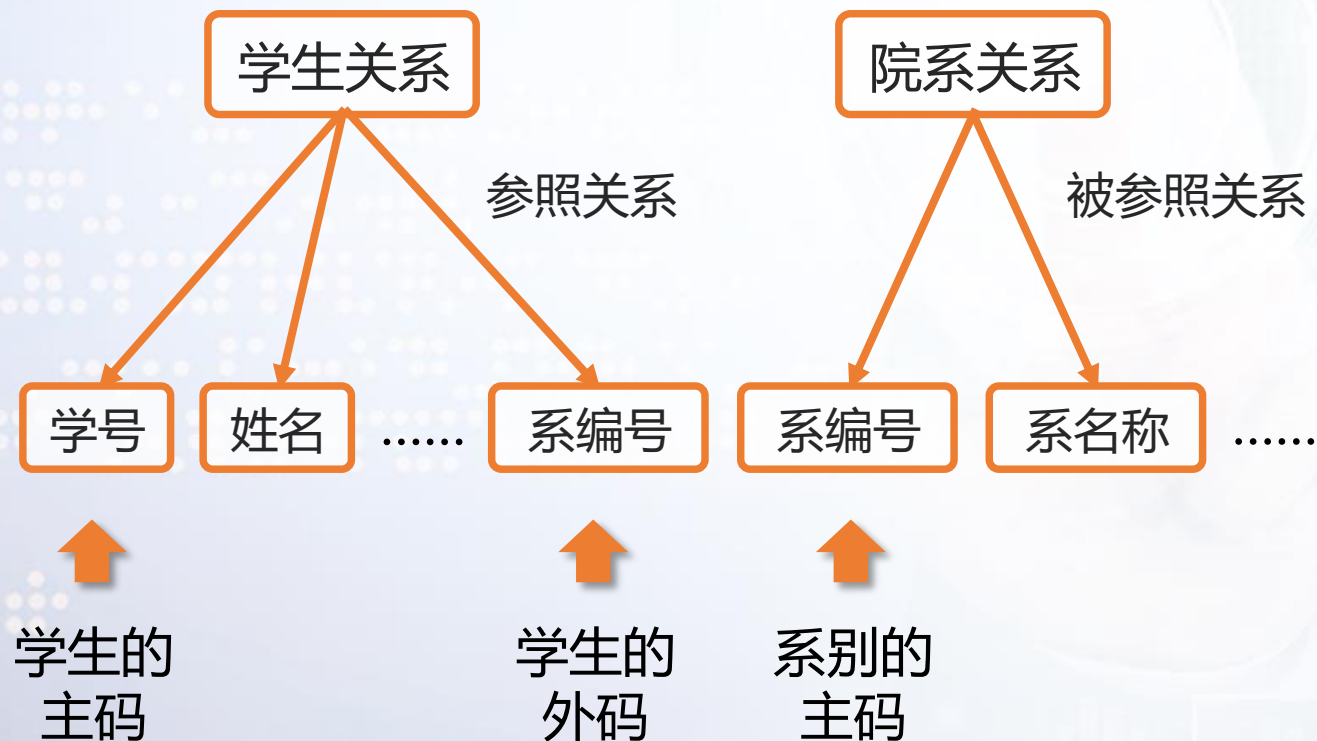 学生关系
院系关系
参照关系
被参照关系
学号
姓名
……
系编号
系编号
系名称
……
学生的
主码
学生的
外码
系别的
主码